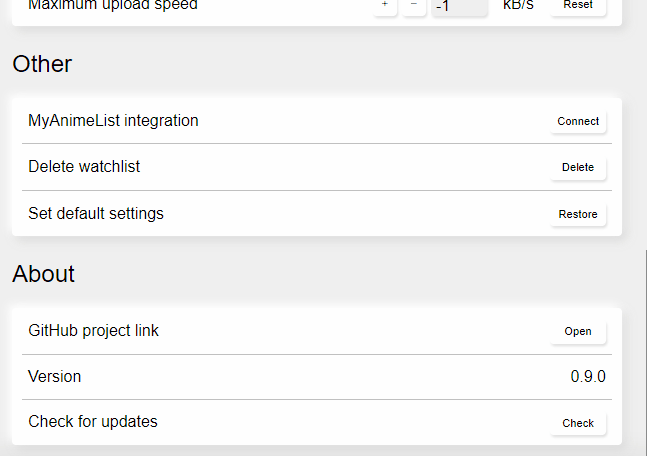 Maximum upload speed + − -1 KB/S Reset
Other
MyAnimeList integration Connect
Delete watchlist Delete
Set default settings Restore
About
GitHub project link Open
Version 0.9.0
Check for updates Check